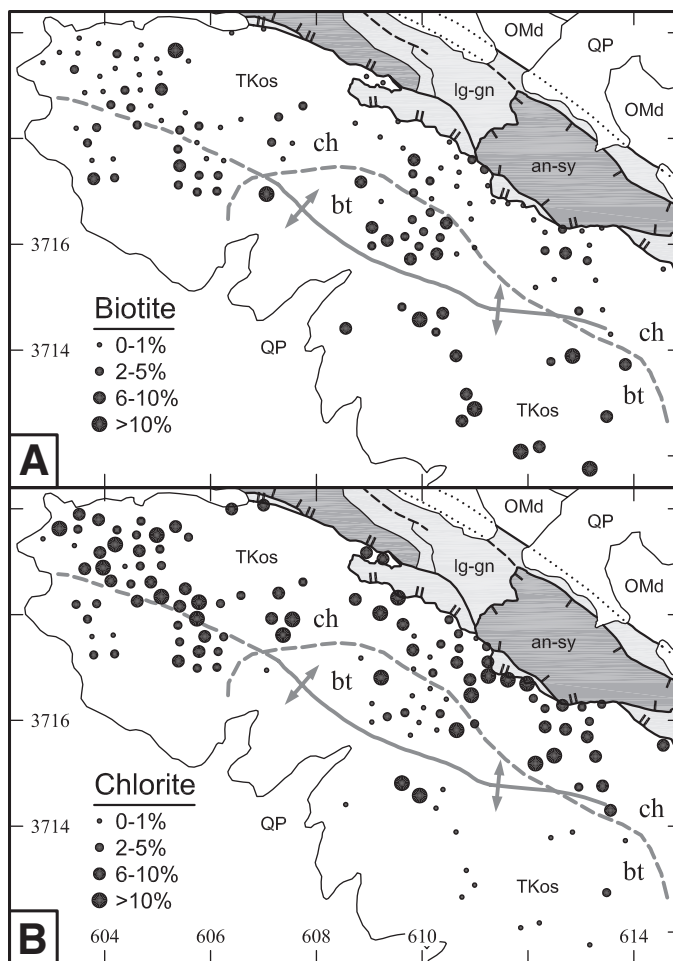 OMd
QP
TKos
lg-gn
OMd
ch
an-sy
bt
3716
Biotite
0-1%
2-5%
6-10%
>10%
QP
ch
3714
bt
TKos
A
OMd
QP
TKos
lg-gn
OMd
ch
an-sy
bt
3716
Chlorite
0-1%
2-5%
6-10%
>10%
QP
ch
3714
bt
TKos
B
604
606
608
610
614